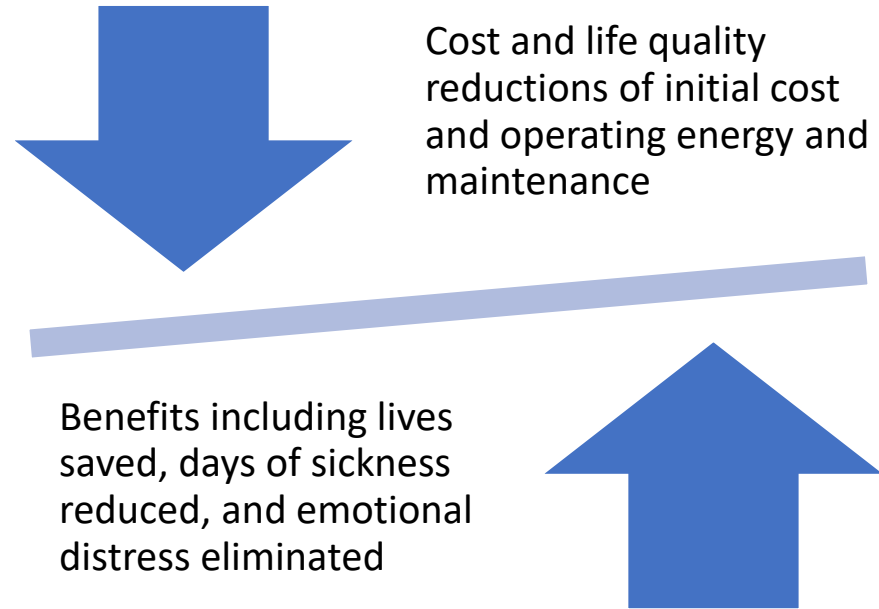 Cost and life quality
reductions of initial cost
and operating energy and
maintenance
Benefits including lives
saved, days of sickness
reduced, and emotional
distress eliminated